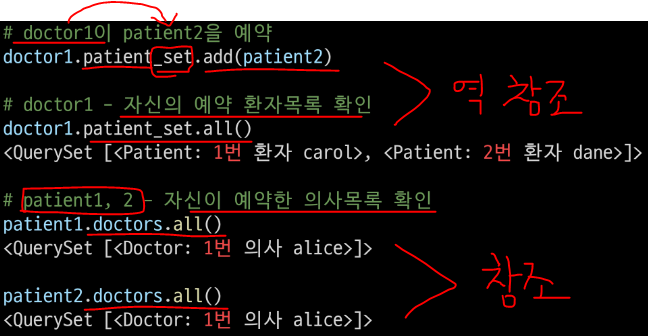 # doctor1이 patient2을 예약
doctor1.patient_set.add(patient2)
역 참조
# doctor1 - 자신의 예약 환자목록 확인
doctor1.patient_set.all()
<QuerySet [<Patient: 1번 환자 carol>, <Patient: 2번 환자 dane>]>
# patient1, 2 - 자신이 예약한 의사목록 확인
patient1.doctors.all()
<QuerySet [<Doctor: 1번 의사 alice>]>
참조
patient2.doctors.all()
<QuerySet [<Doctor: 1번 의사 alice>]>